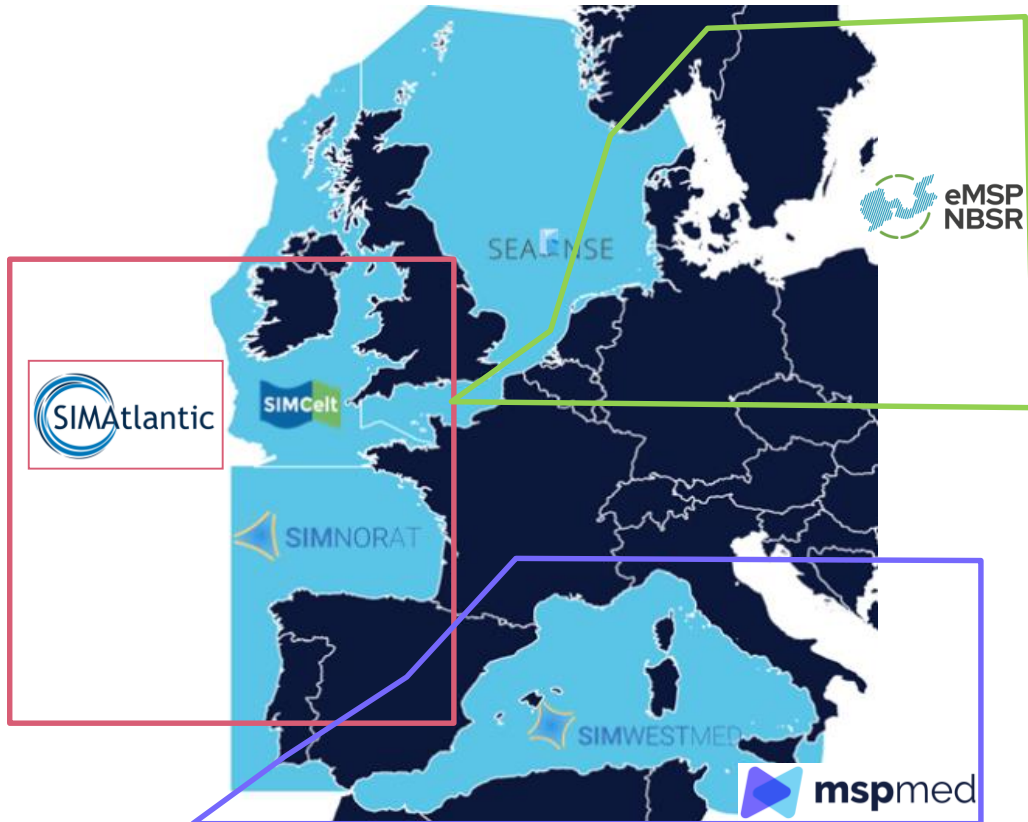 eMSP
NBSR
SEANSE
SIMAtlantic
SIMCelt
SIMNORAT
SIMWESTMED
mspmed